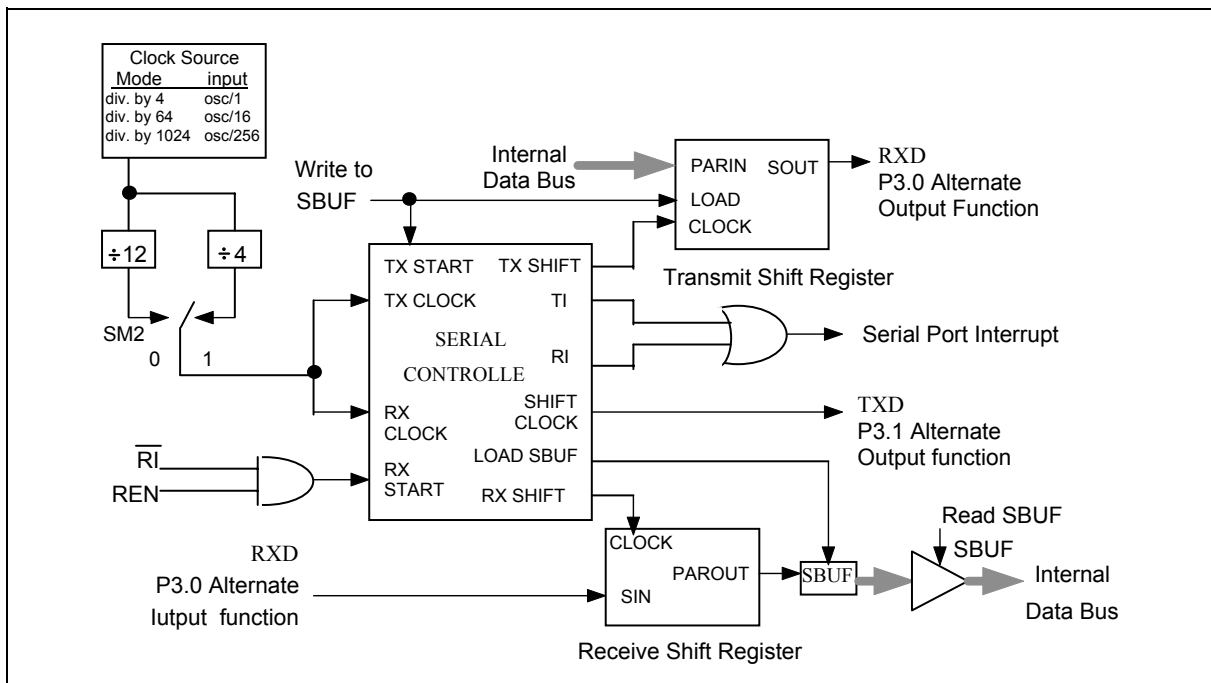 Clock Source
Mode input
div. by 4 osc/1
div. by 64 osc/16
div. by 1024 osc/256
÷12
÷4
SM2
0 1
Write to
SBUF
Internal
Data Bus
PARIN SOUT
LOAD
CLOCK
RXD
P3.0 Alternate
Output Function
Transmit Shift Register
TX START TX SHIFT
TX CLOCK TI
SERIAL
RI
CONTROLLE
RX
CLOCK
SHIFT
CLOCK
LOAD SBUF
RX
START
RX SHIFT
Serial Port Interrupt
TXD
P3.1 Alternate
Output function
RI
REN
RXD
P3.0 Alternate
Iutput function
CLOCK
PAROUT
SIN
Receive Shift Register
SBUF
Read SBUF
SBUF
Internal
Data Bus